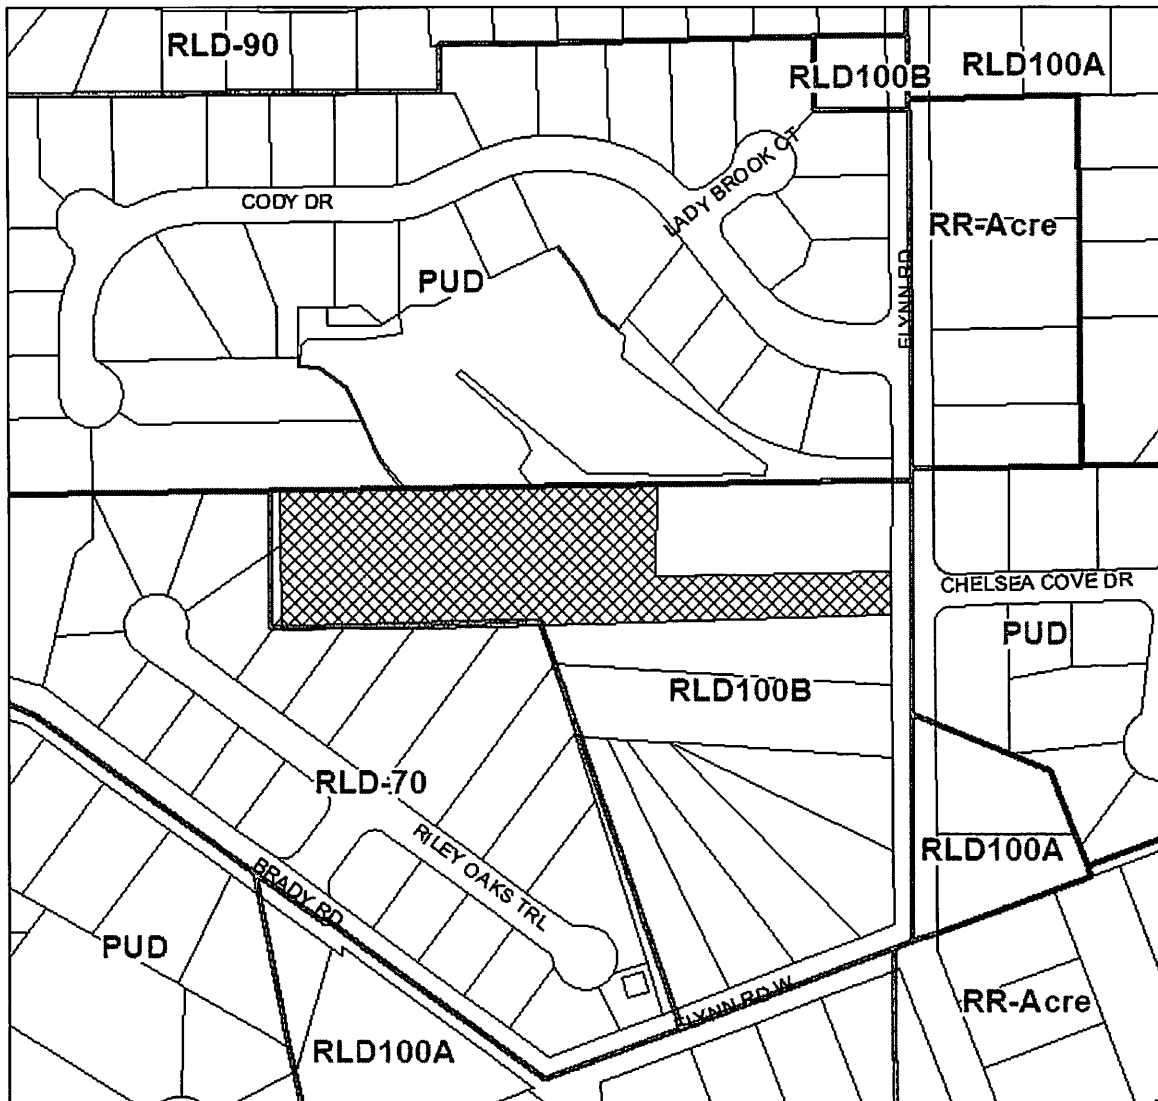 RLD-90
RLD100B
RLD100A
CODY DR
LADY BROOK CT
RR-Acre
PUD
FLYNN RD
CHELSEA COVE DR
PUD
RLD100B
RLD-70
RILEY OAKS TRL
BRADY RD
RLD100A
PUD
FLYNN RD W
RR-Acre
RLD100A